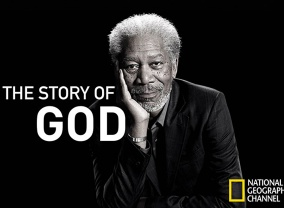 THE STORY OF
GOD
NATIONAL
GEOGRAPHIC
CHANNEL